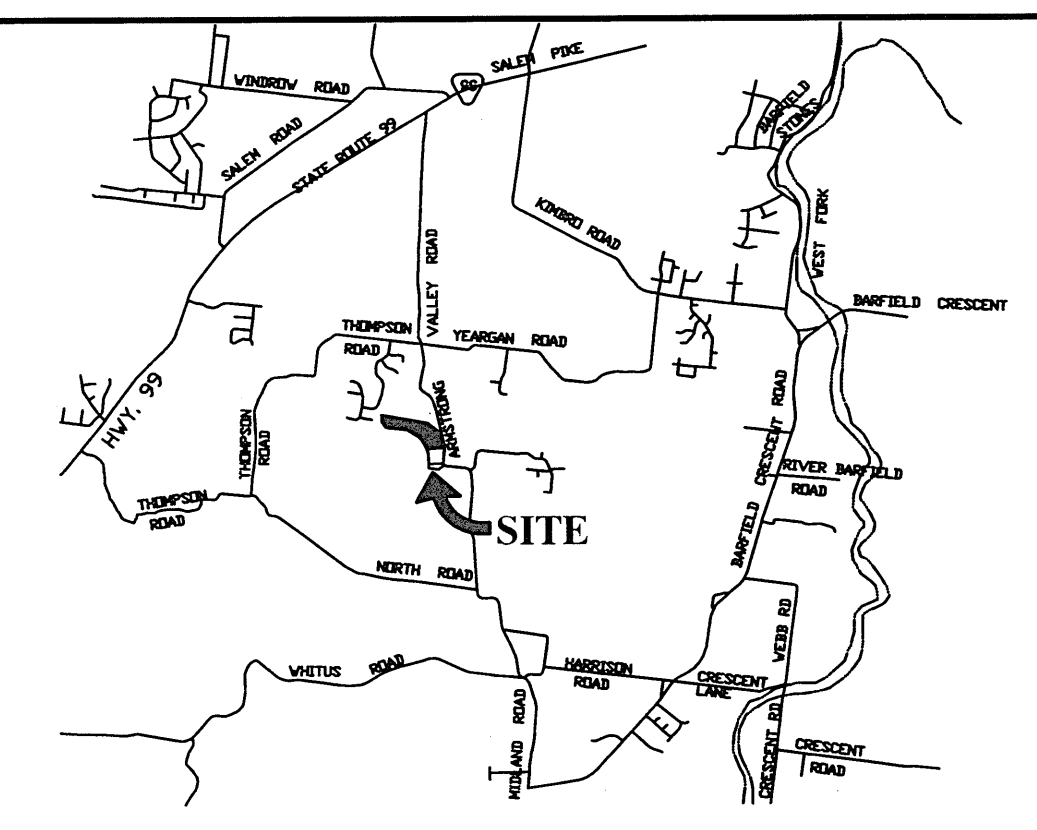 SALEM PIKE
99
WINDROW ROAD
BARFIELD
STONES
SALEM ROAD
STATE ROUTE 99
KIMBRO ROAD
WEST FORK
VALLEY ROAD
BARFIELD CRESCENT
THOMPSON
ROAD
YEARGAN ROAD
HWY. 99
ARMSTRONG
THOMPSON
ROAD
BARFIELD CRESCENT ROAD
RIVER BARFIELD
ROAD
THOMPSON
ROAD
SITE
NORTH ROAD
WEBB RD
WHITUS ROAD
HARRISON
ROAD
CRESCENT
LANE
MIDLAND ROAD
CRESCENT RD
CRESCENT
ROAD